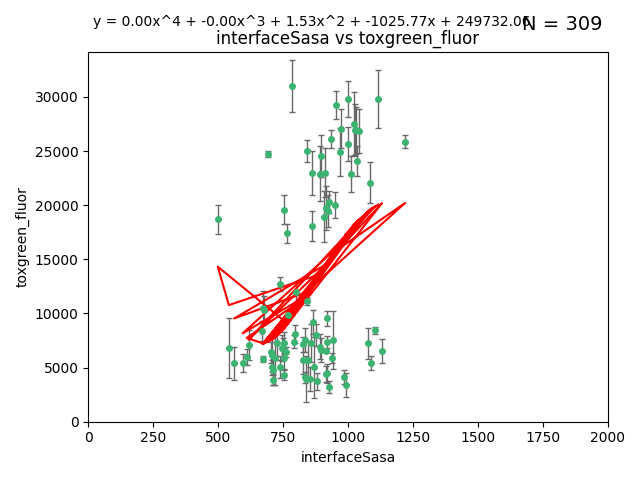 y = 0.00x^4 + -0.00x^3 + 1.53x^2 + -1025.77x + 249732.06
N = 309
interfaceSasa vs toxgreen_fluor
30000
25000
20000
15000
10000
5000
0
toxgreen_fluor
0 250 500 750 1000 1250 1500 1750 2000
interfaceSasa